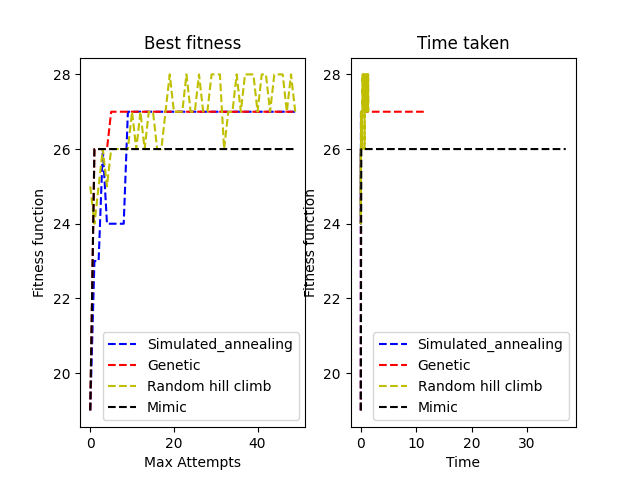 Best fitness
Fitness function
28
26
24
22
20
0
20
40
Max Attempts
Simulated_annealing
Genetic
Random hill climb
Mimic
Time taken
Fitness function
28
26
24
22
20
0
10
20
30
Time
Simulated_annealing
Genetic
Random hill climb
Mimic